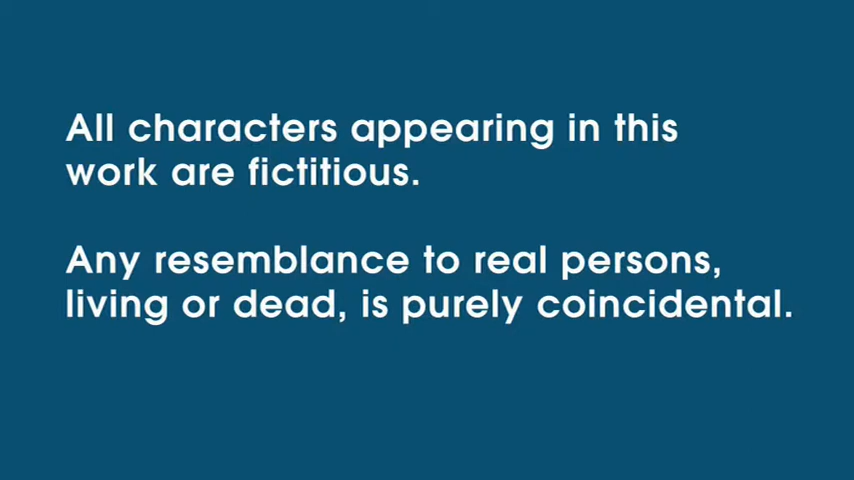 All characters appearing in this
work are fictitious.
Any resemblance to real persons,
living or dead, is purely coincidental.